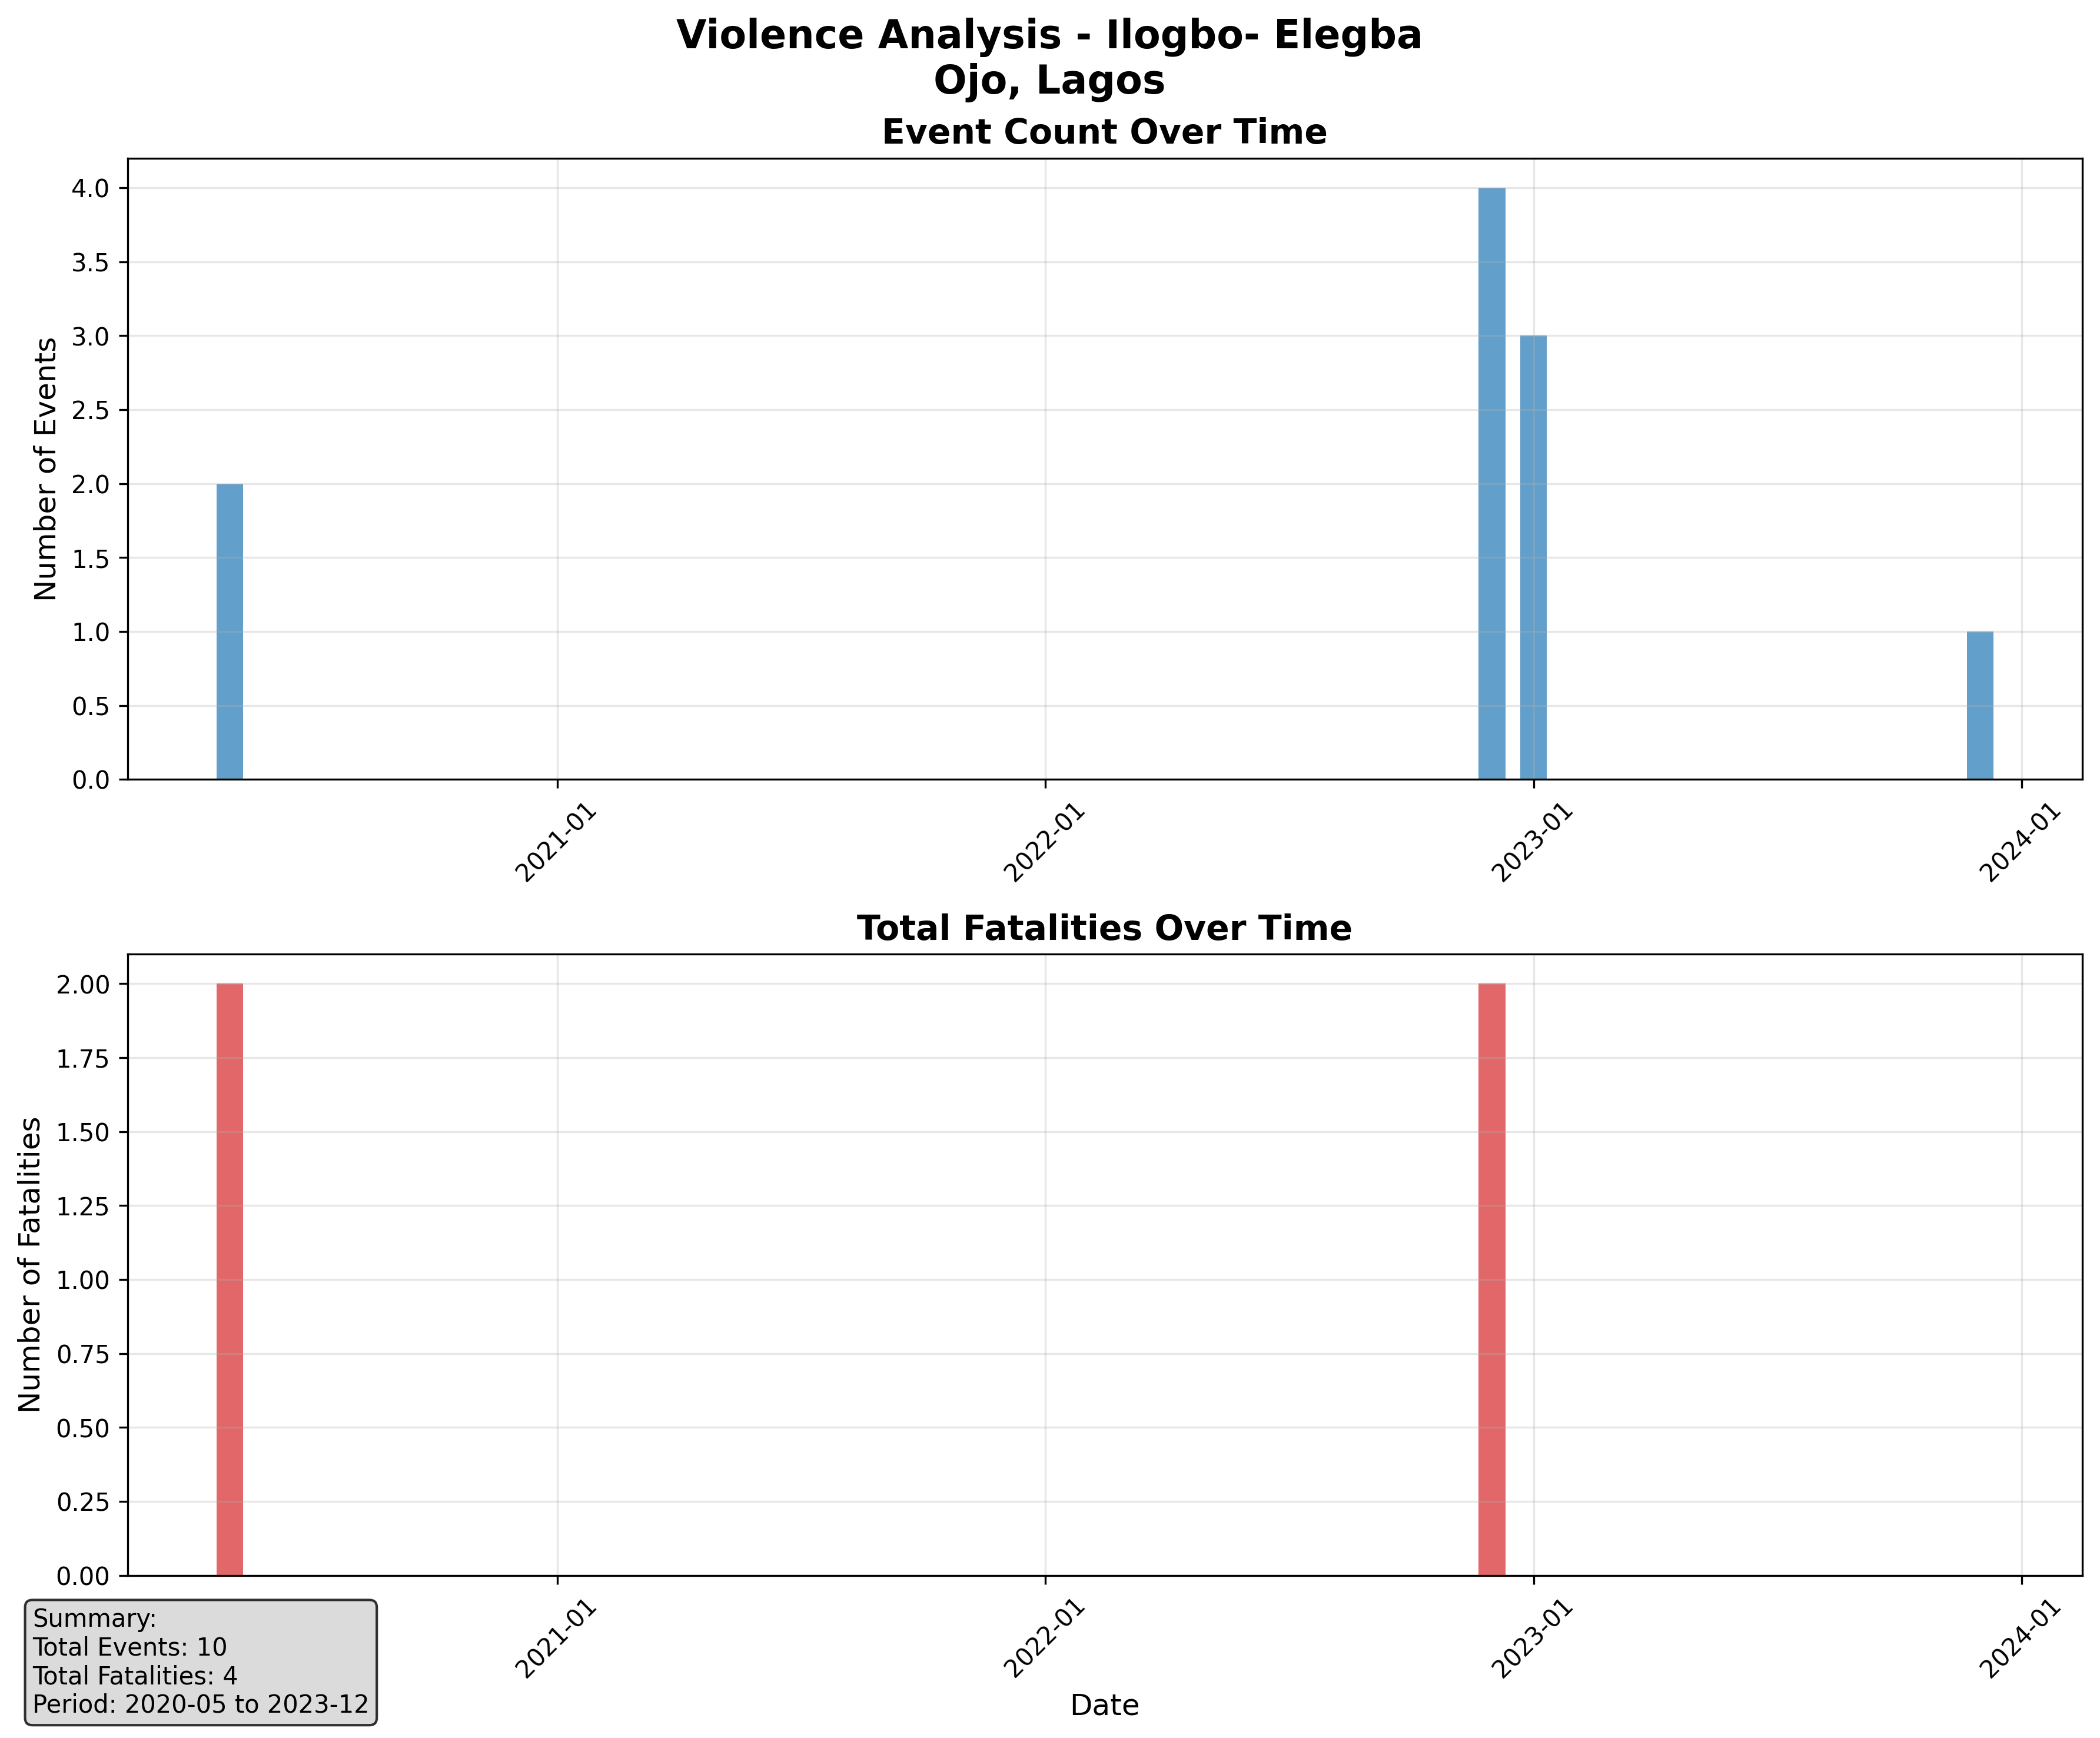 Violence Analysis - Ilogbo- Elegba
Ojo, Lagos
Event Count Over Time
Number of Events
4.0
3.5
3.0
2.5
2.0
1.5
1.0
0.5
0.0
2021-01
2022-01
2023-01
2024-01
Total Fatalities Over Time
Number of Fatalities
2.00
1.75
1.50
1.25
1.00
0.75
0.50
0.25
0.00
2021-01
2022-01
2023-01
2024-01
Date
Summary:
Total Events: 10
Total Fatalities: 4
Period: 2020-05 to 2023-12